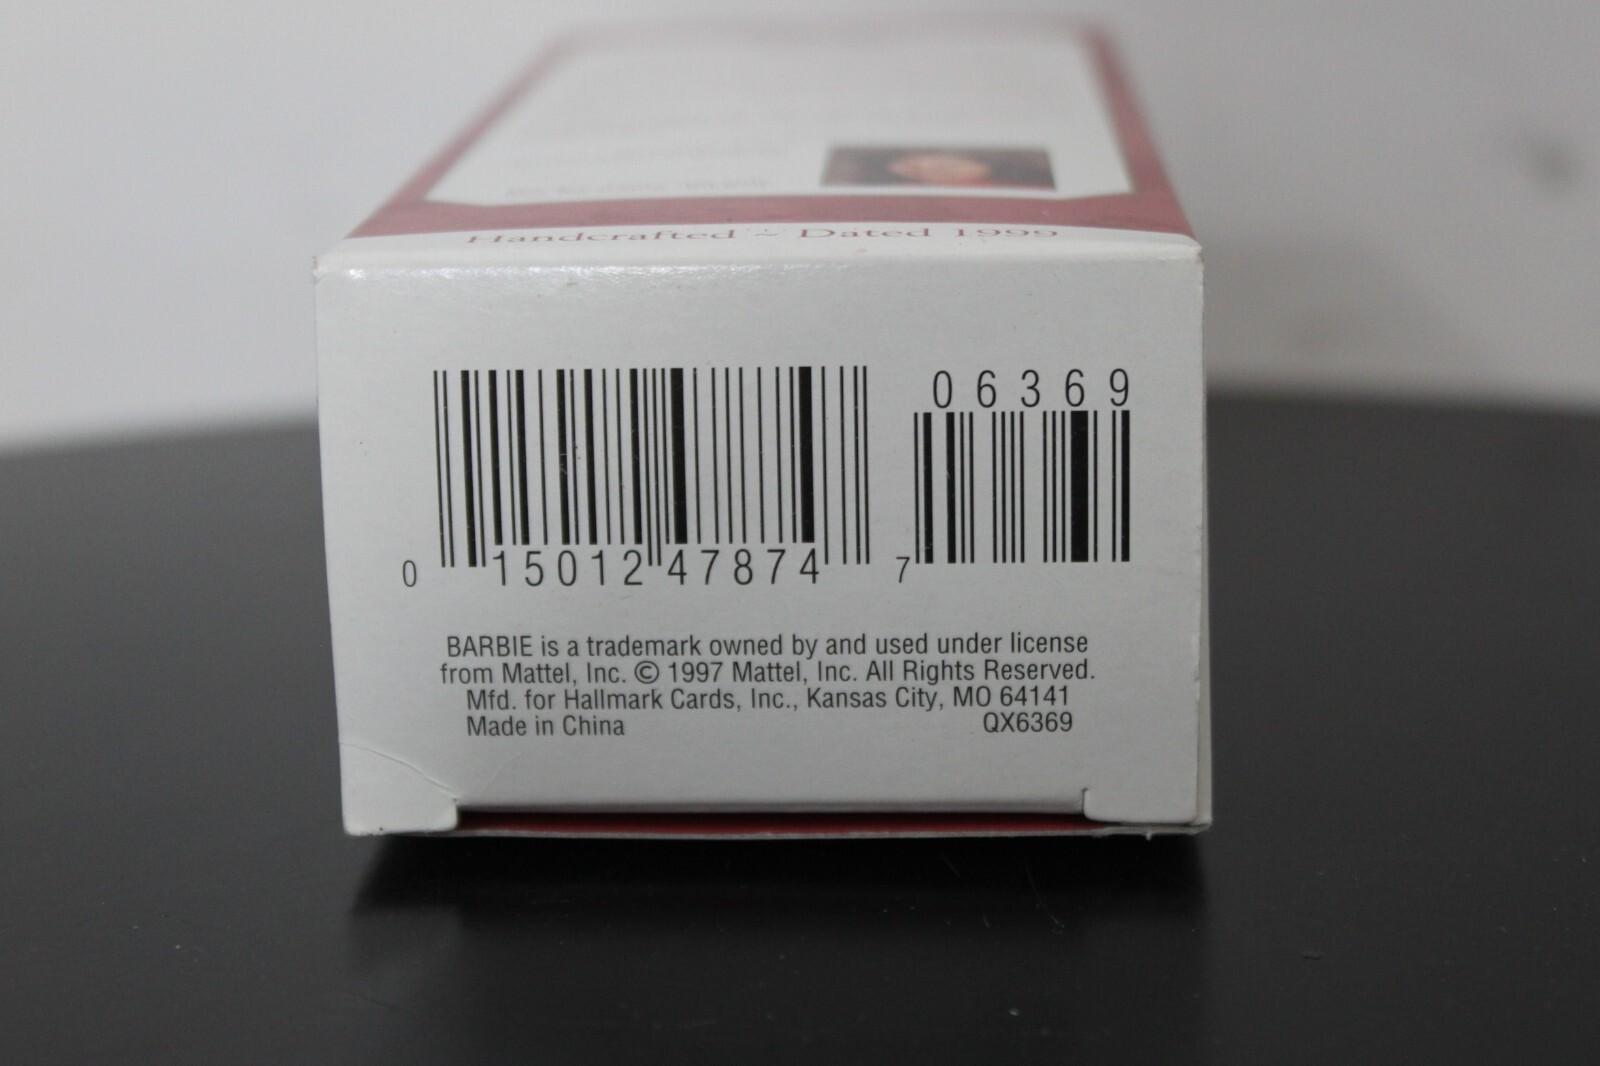 Handcrafted ~ Dated 1999
06369
0 15012 47874 7
BARBIE is a trademark owned by and used under license
from Mattel, Inc. © 1997 Mattel, Inc. All Rights Reserved.
Mfd. for Hallmark Cards, Inc., Kansas City, MO 64141
Made in China QX6369